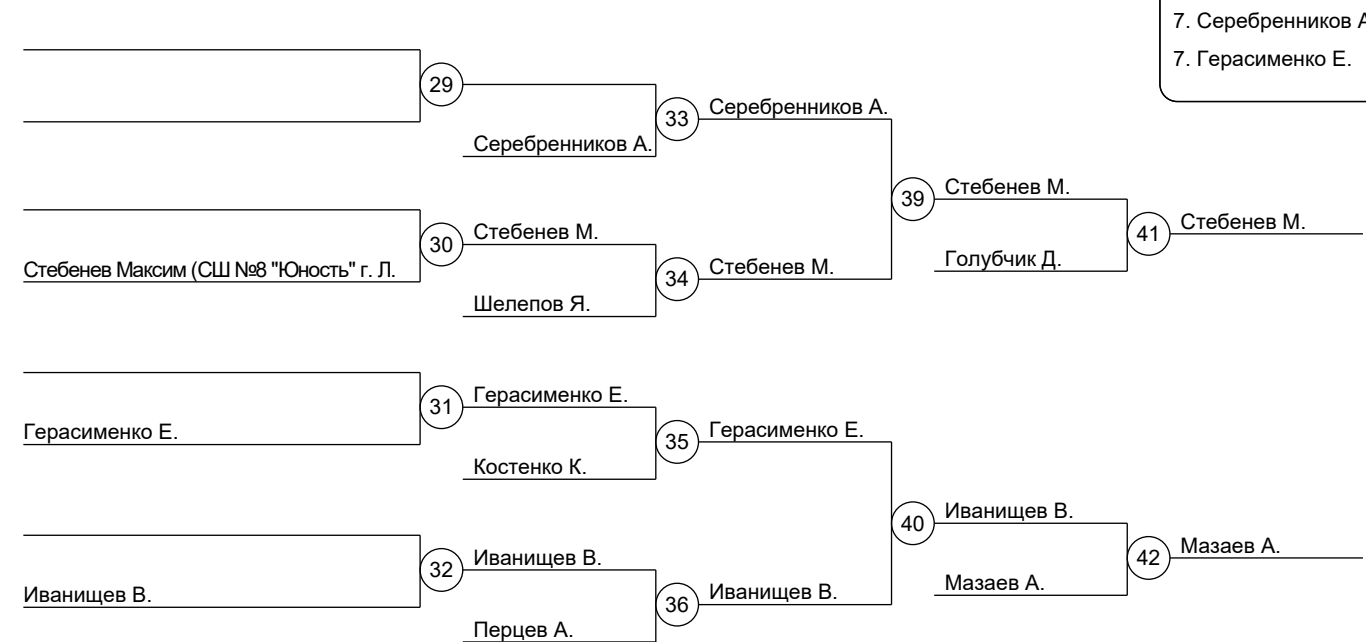 7. Серебренников А
7. Герасименко Е.
29
Серебренников А.
33
Серебренников А.
39
Стебенев М.
41
Стебенев М.
30
Стебенев М.
Стебенев Максим (СШ №8 "Юность" г. Л.
34
Стебенев М.
Голубчик Д.
Шелепов Я.
31
Герасименко Е.
Герасименко Е.
35
Герасименко Е.
Костенко К.
40
Иванищев В.
42
Мазаев А.
32
Иванищев В.
Иванищев В.
36
Иванищев В.
Мазаев А.
Перцев А.